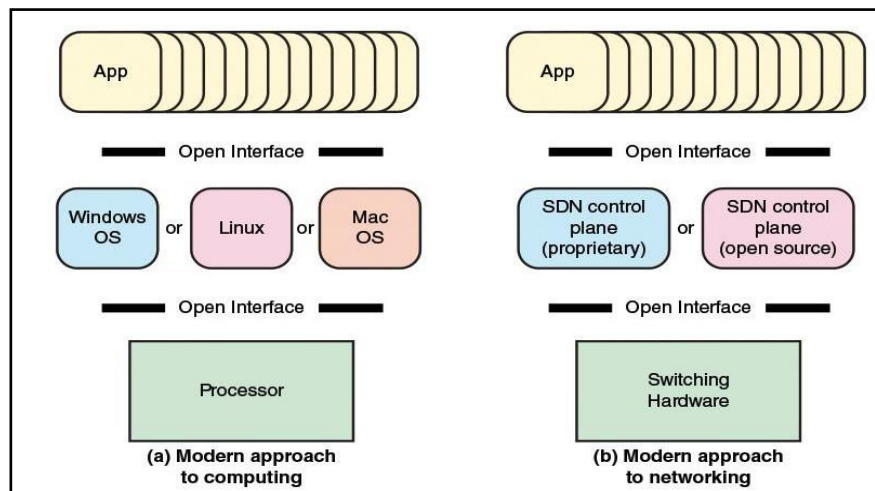 App
Open Interface
Windows
OS
or
Linux
or
Mac
OS
Open Interface
Processor
(a) Modern approach
to computing
App
Open Interface
SDN control
plane
(proprietary)
or
SDN control
plane
(open source)
Open Interface
Switching
Hardware
(b) Modern approach
to networking